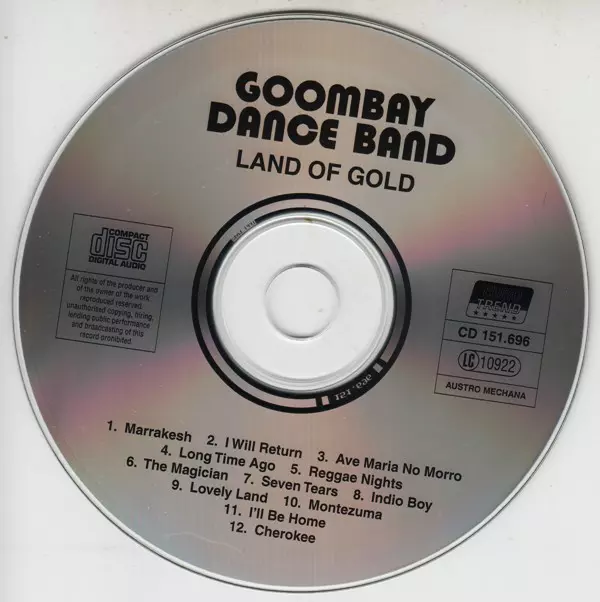 GOOMBAY
DANCE BAND
LAND OF GOLD
COMPACT
disc
DIGITAL AUDIO
All rights of the producer and
of the owner of the work
reproduced reserved,
unauthorised copying, hiring,
lending public performance
and broadcasting of this
record prohibited.
TREND
CD 151.696
LC 10922
AUSTRO MECHANA
1. Marrakesh 2. I Will Return 3. Ave Maria No Morro
4. Long Time Ago 5. Reggae Nights
6. The Magician 7. Seven Tears 8. Indio Boy
9. Lovely Land 10. Montezuma
11. I'll Be Home
12. Cherokee